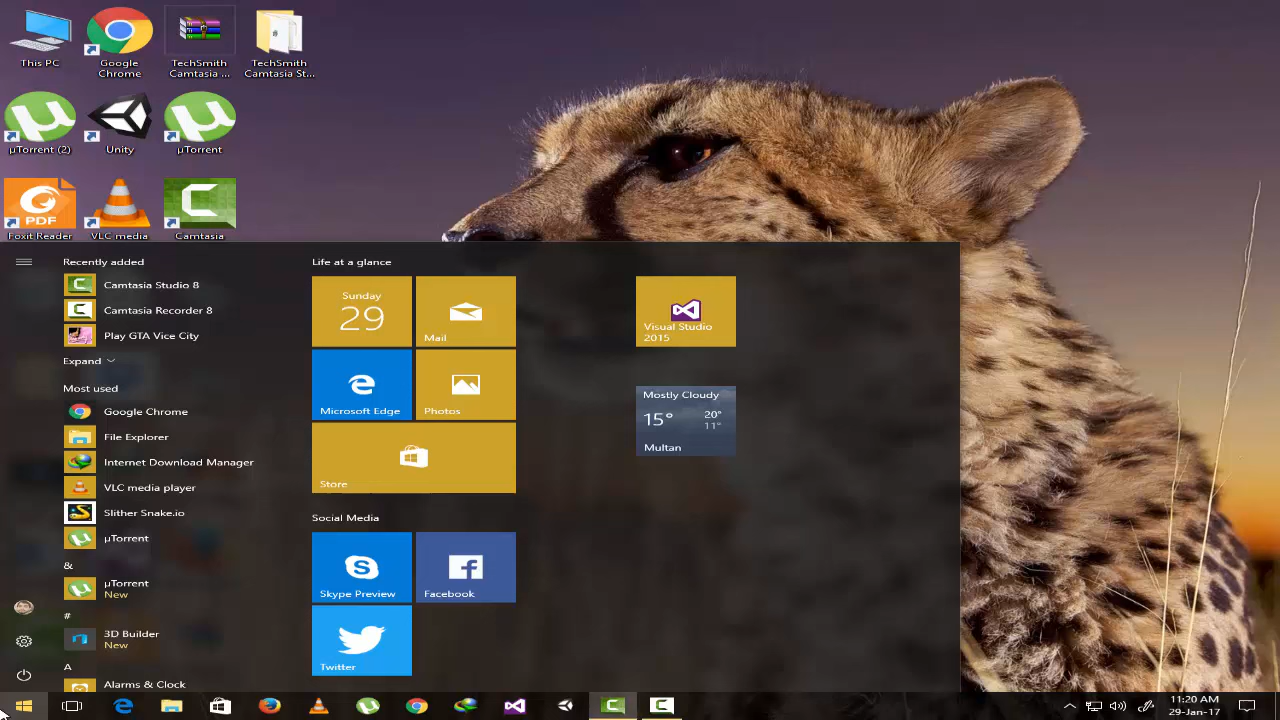 This PC
Google
Chrome
TechSmith
Camtasia ...
TechSmith
Camtasia St...
µTorrent (2)
Unity
µTorrent
PDF
Foxit Reader
VLC media
Camtasia
Recently added
Camtasia Studio 8
Camtasia Recorder 8
Play GTA Vice City
Expand
Most used
Google Chrome
File Explorer
Internet Download Manager
VLC media player
Slither Snake.io
µTorrent
&
µTorrent
New
#
3D Builder
New
A
Alarms & Clock
Life at a glance
Sunday
29
Mail
Microsoft Edge
Photos
Store
Social Media
Skype Preview
Facebook
Twitter
Visual Studio
2015
Mostly Cloudy
15°
20°
11°
Multan
11:20 AM
29-Jan-17